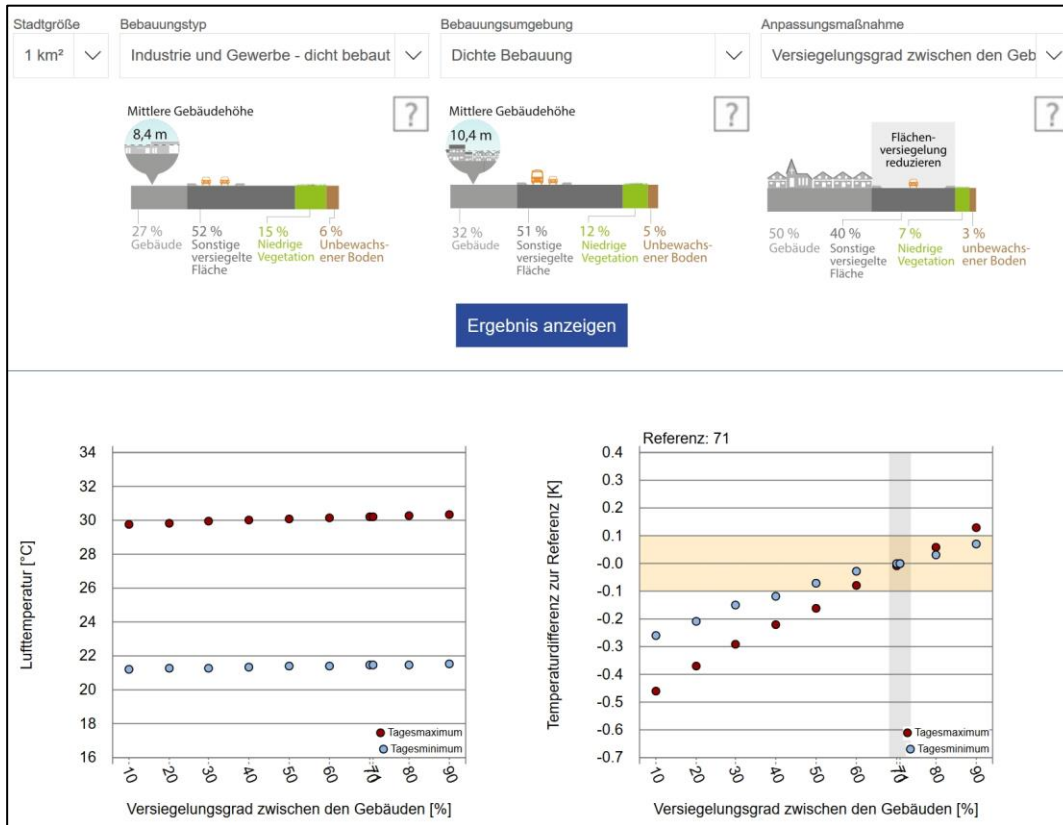 Stadtgröße
Bebauungstyp
Bebauungsumgebung
Anpassungsmaßnahme
1 km²
Industrie und Gewerbe - dicht bebaut
Dichte Bebauung
Versiegelungsgrad zwischen den Geb
Mittlere Gebäudehöhe
8,4 m
?
27 %
Gebäude
52 %
Sonstige
versiegelte
Fläche
15 %
Niedrige
Vegetation
6 %
Unbewachs-
ener Boden
Mittlere Gebäudehöhe
10,4 m
?
32 %
Gebäude
51 %
Sonstige
versiegelte
Fläche
12 %
Niedrige
Vegetation
5 %
Unbewachs-
ener Boden
?
Flächen-
versiegelung
reduzieren
50 %
Gebäude
40 %
Sonstige
versiegelte
Fläche
7 %
Niedrige
Vegetation
3 %
unbewachs-
ener Boden
Ergebnis anzeigen
Lufttemperatur [°C]
34
32
30
28
26
24
22
20
18
16
Tagesmaximum
Tagesminimum
10
20
30
40
50
60
71
80
90
Versiegelungsgrad zwischen den Gebäuden [%]
Referenz: 71
Temperaturdifferenz zur Referenz [K]
0.4
0.3
0.2
0.1
-0.0
-0.1
-0.2
-0.3
-0.4
-0.5
-0.6
-0.7
Tagesmaximum
Tagesminimum
10
20
30
40
50
60
71
80
90
Versiegelungsgrad zwischen den Gebäuden [%]